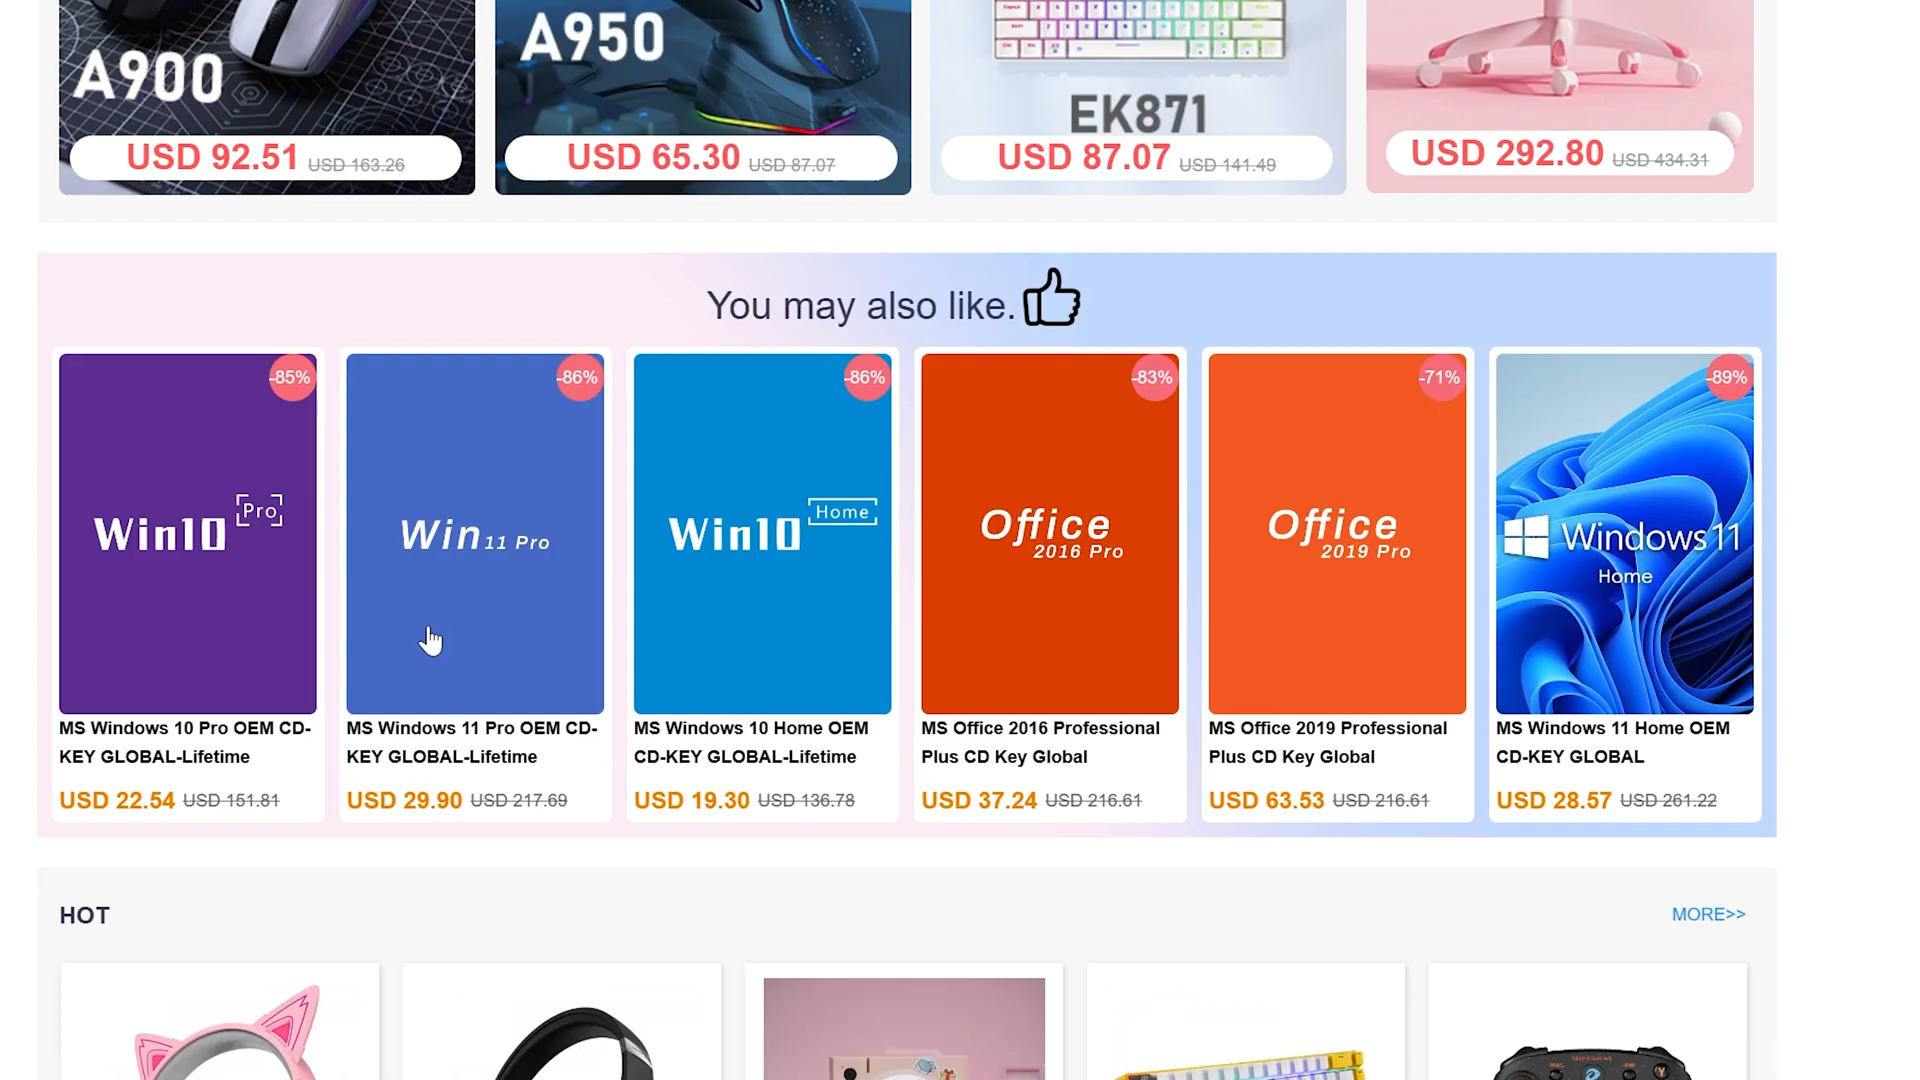 A900
A950
EK871
USD 92.51 USD 163.26
USD 65.30 USD 87.07
USD 87.07 USD 141.49
USD 292.80 USD 434.31
You may also like.
-85%
Win10 Pro
MS Windows 10 Pro OEM CD-
KEY GLOBAL-Lifetime
USD 22.54 USD 151.81
-86%
Win 11 Pro
MS Windows 11 Pro OEM CD-
KEY GLOBAL-Lifetime
USD 29.90 USD 217.69
-86%
Win10 Home
MS Windows 10 Home OEM
CD-KEY GLOBAL-Lifetime
USD 19.30 USD 136.78
-83%
Office
2016 Pro
MS Office 2016 Professional
Plus CD Key Global
USD 37.24 USD 216.61
-71%
Office
2019 Pro
MS Office 2019 Professional
Plus CD Key Global
USD 63.53 USD 216.61
-89%
Windows 11
Home
MS Windows 11 Home OEM
CD-KEY GLOBAL
USD 28.57 USD 261.22
HOT
MORE>>